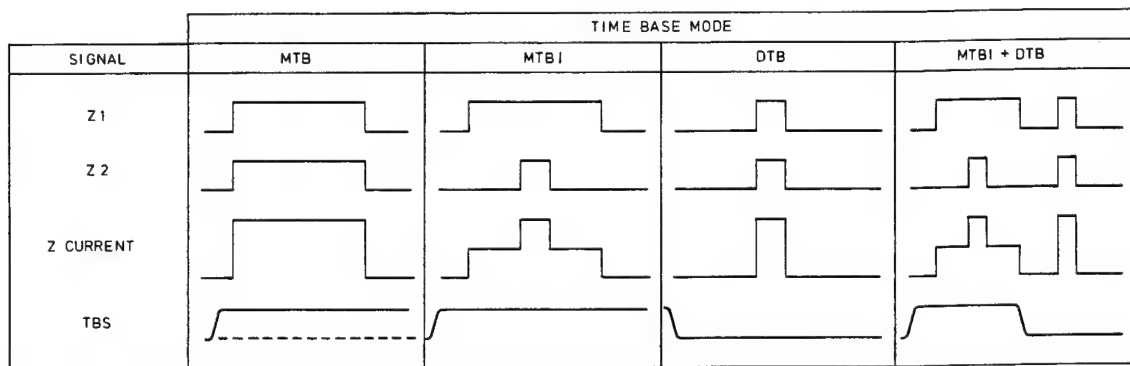 TIME BASE MODE
SIGNAL MTB MTBI DTB MTBI + DTB
Z1
Z2
Z CURRENT
TBS